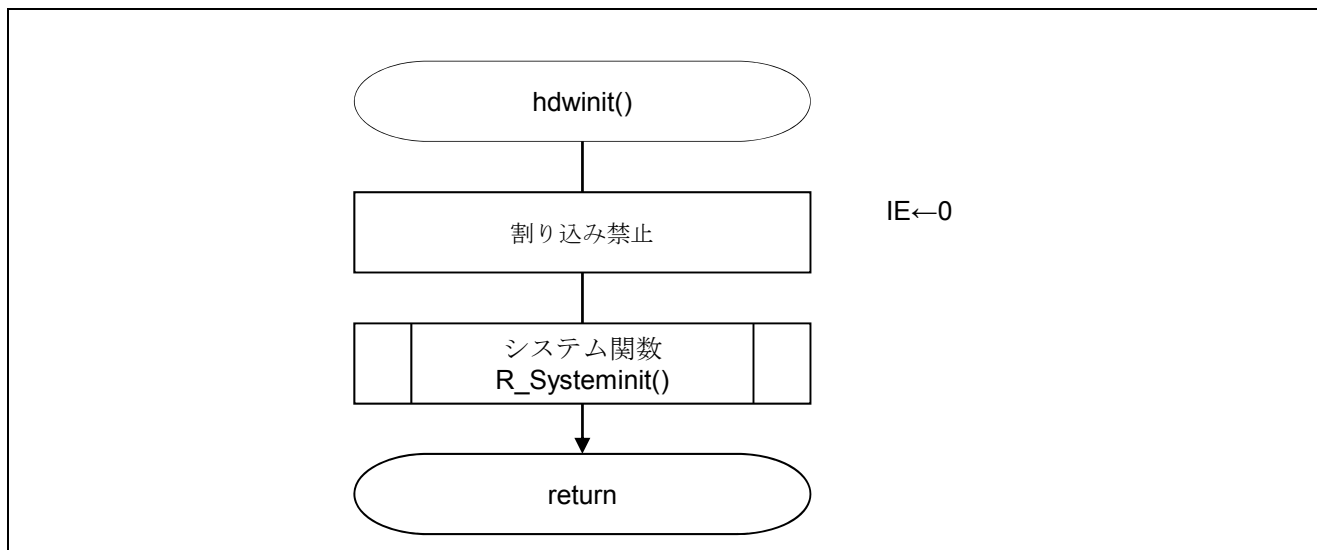 hdwinit()
割り込み禁止
IE←0
システム関数
R_Systeminit()
return